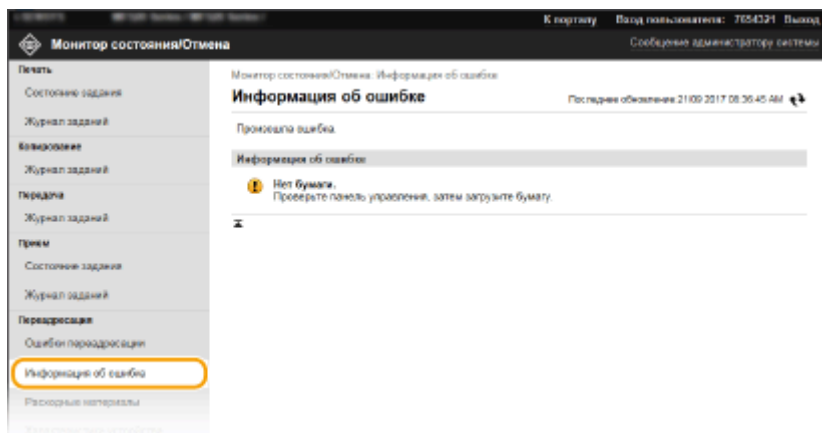 К порталу Вход пользователя: 7654321 Выход
Монитор состояния/Отмена
Сообщение администратору системы
Печать
Состояние задания
Журнал заданий
Копирование
Журнал заданий
Передача
Журнал заданий
Прием
Состояние задания
Журнал заданий
Переадресация
Ошибки переадресации
Информация об ошибке
Расходные материалы
Монитор состояния/Отмена: Информация об ошибке
Информация об ошибке
Последнее обновление 21/09 2017 08:36:45 AM
Произошла ошибка.
Информация об ошибке
Нет бумаги.
Проверьте панель управления, затем загрузите бумагу.